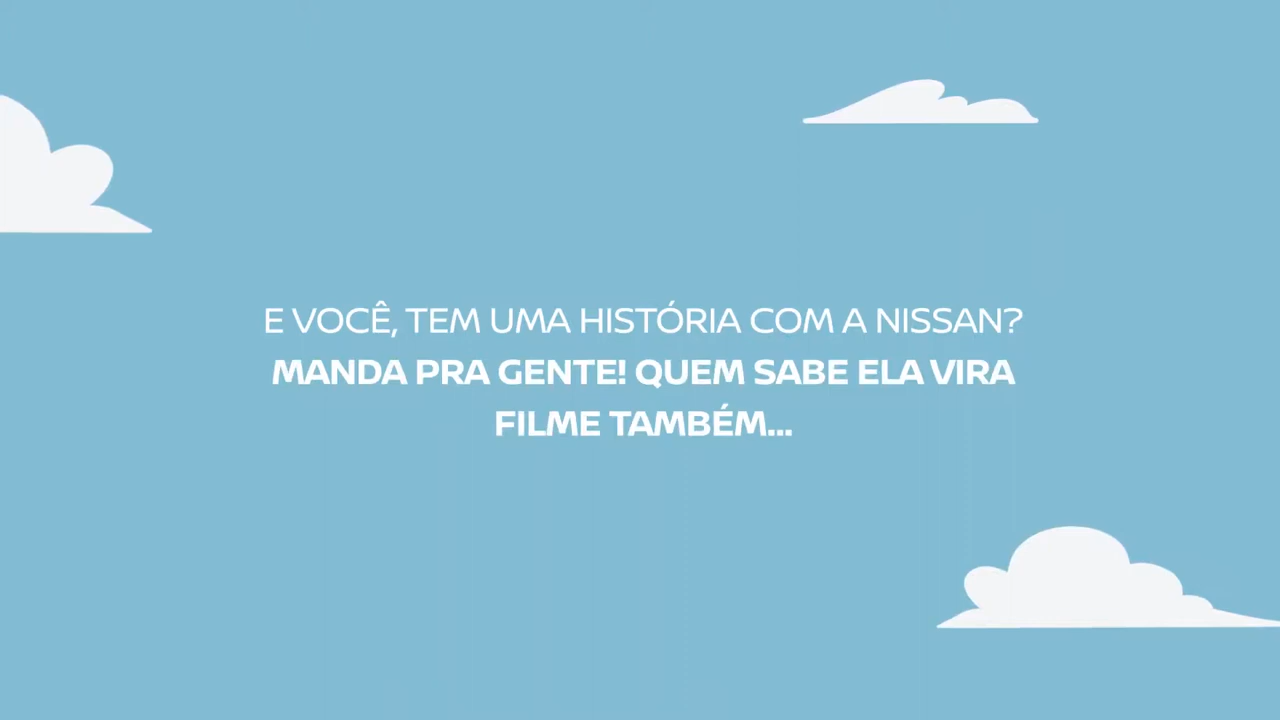 E VOCÊ, TEM UMA HISTÓRIA COM A NISSAN?
MANDA PRA GENTE! QUEM SABE ELA VIRA
FILME TAMBÉM...